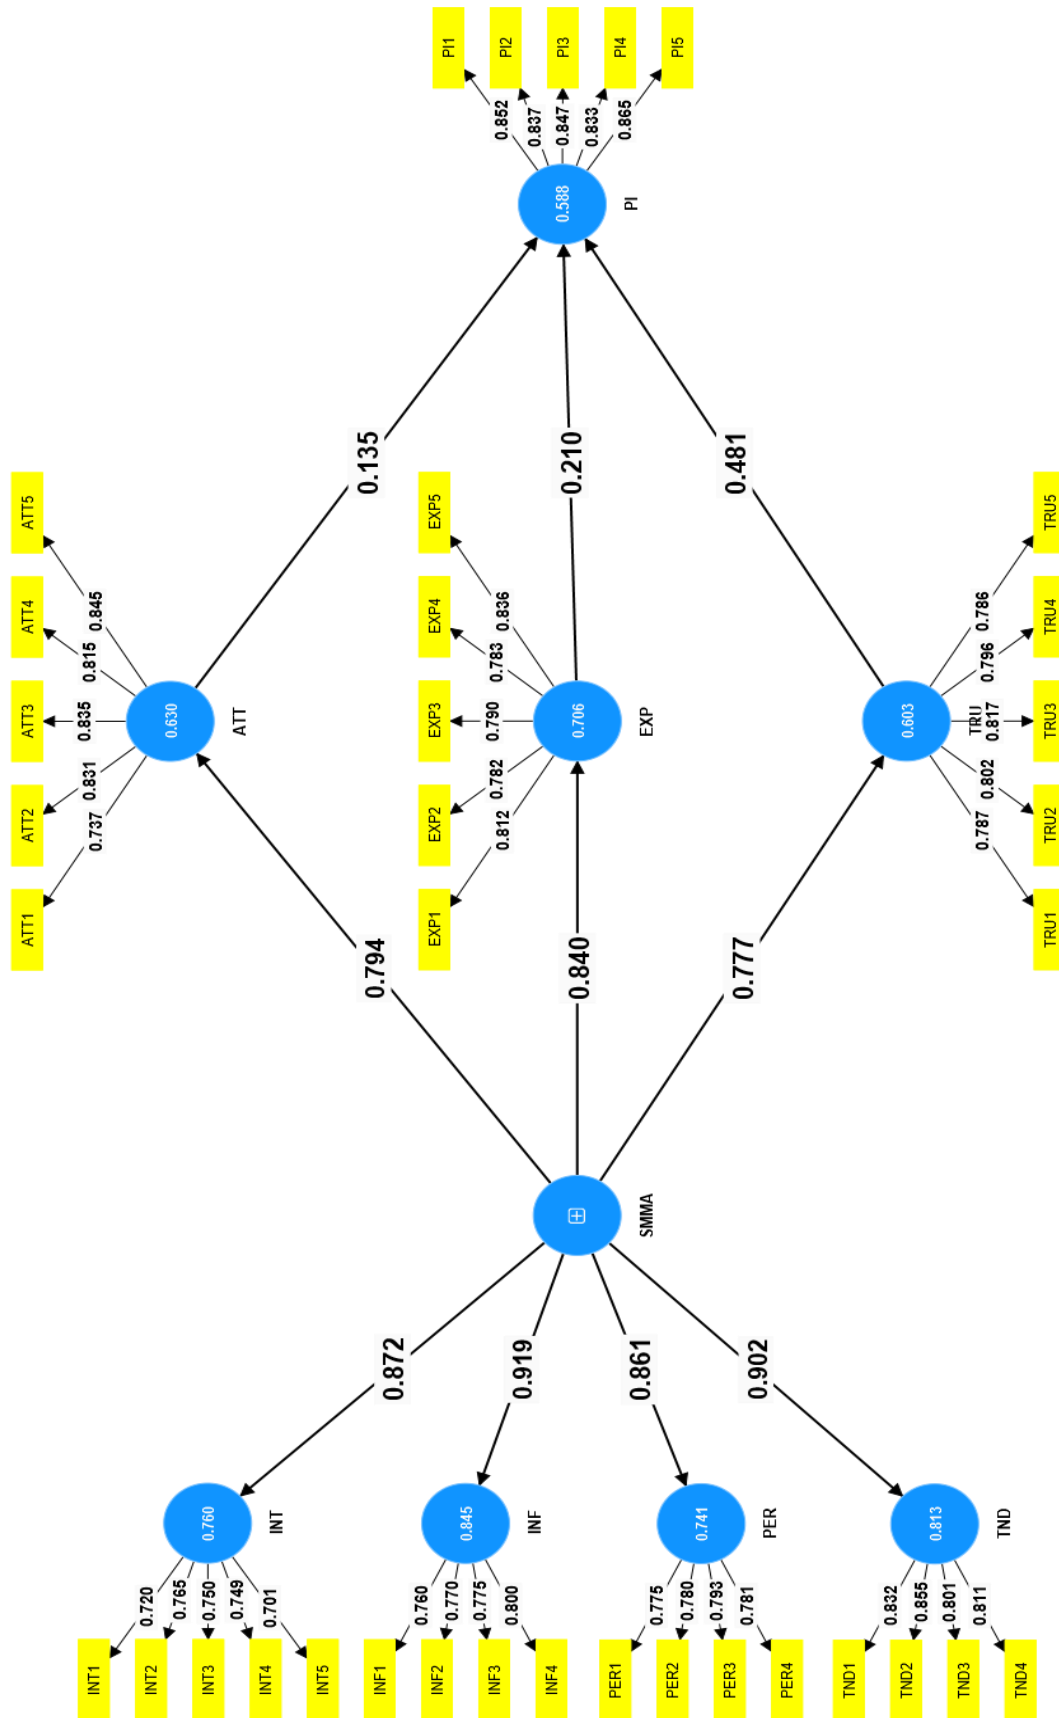 INT1
INT2
INT3
INT4
INT5
0.720
0.765
0.750
0.749
0.701
0.760
INT
INF1
INF2
INF3
INF4
0.760
0.770
0.775
0.800
0.845
INF
PER1
PER2
PER3
PER4
0.775
0.780
0.793
0.781
0.741
PER
TND1
TND2
TND3
TND4
0.832
0.855
0.801
0.811
0.813
TND
0.872
0.919
0.861
0.902
SMMA
0.794
0.840
0.777
ATT1
ATT2
ATT3
ATT4
ATT5
0.737
0.831
0.835
0.815
0.845
0.630
ATT
EXP1
EXP2
EXP3
EXP4
EXP5
0.812
0.782
0.790
0.783
0.836
0.706
EXP
0.603
TRU
0.787
0.802
0.817
0.796
0.786
TRU1
TRU2
TRU3
TRU4
TRU5
0.135
0.210
0.481
0.588
PI
0.852
0.837
0.847
0.833
0.865
PI1
PI2
PI3
PI4
PI5